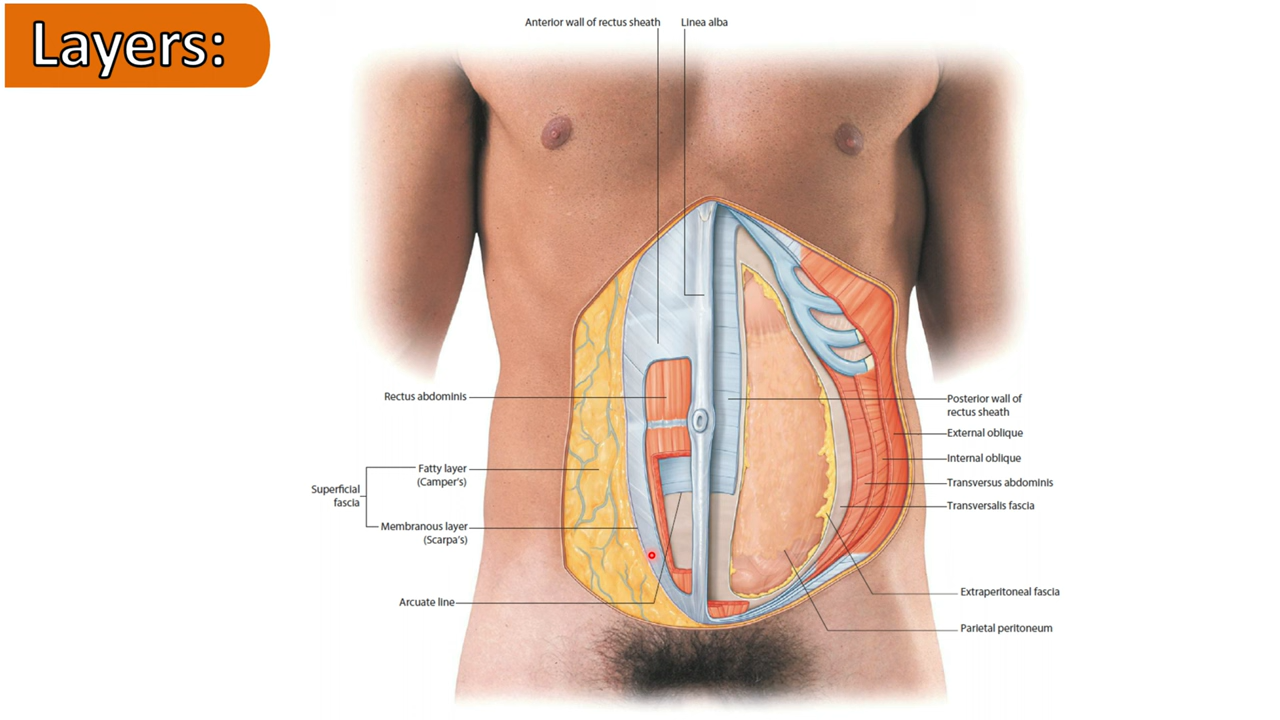 Layers:
Anterior wall of rectus sheath
Linea alba
Rectus abdominis
Superficial
fascia
Fatty layer
(Camper's)
Membranous layer
(Scarpa's)
Arcuate line
Posterior wall of
rectus sheath
External oblique
Internal oblique
Transversus abdominis
Transversalis fascia
Extraperitoneal fascia
Parietal peritoneum